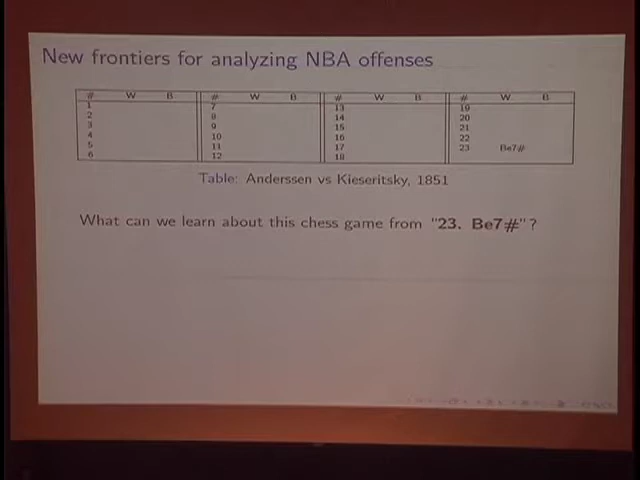 New frontiers for analyzing NBA offenses
# W B # W B # W B # W B
1 7 13 19
2 8 14 20
3 9 15 21
4 10 16 22
5 11 17 23 Be7#
6 12 18
Table: Anderssen vs Kieseritsky, 1851
What can we learn about this chess game from "23. Be7#"?